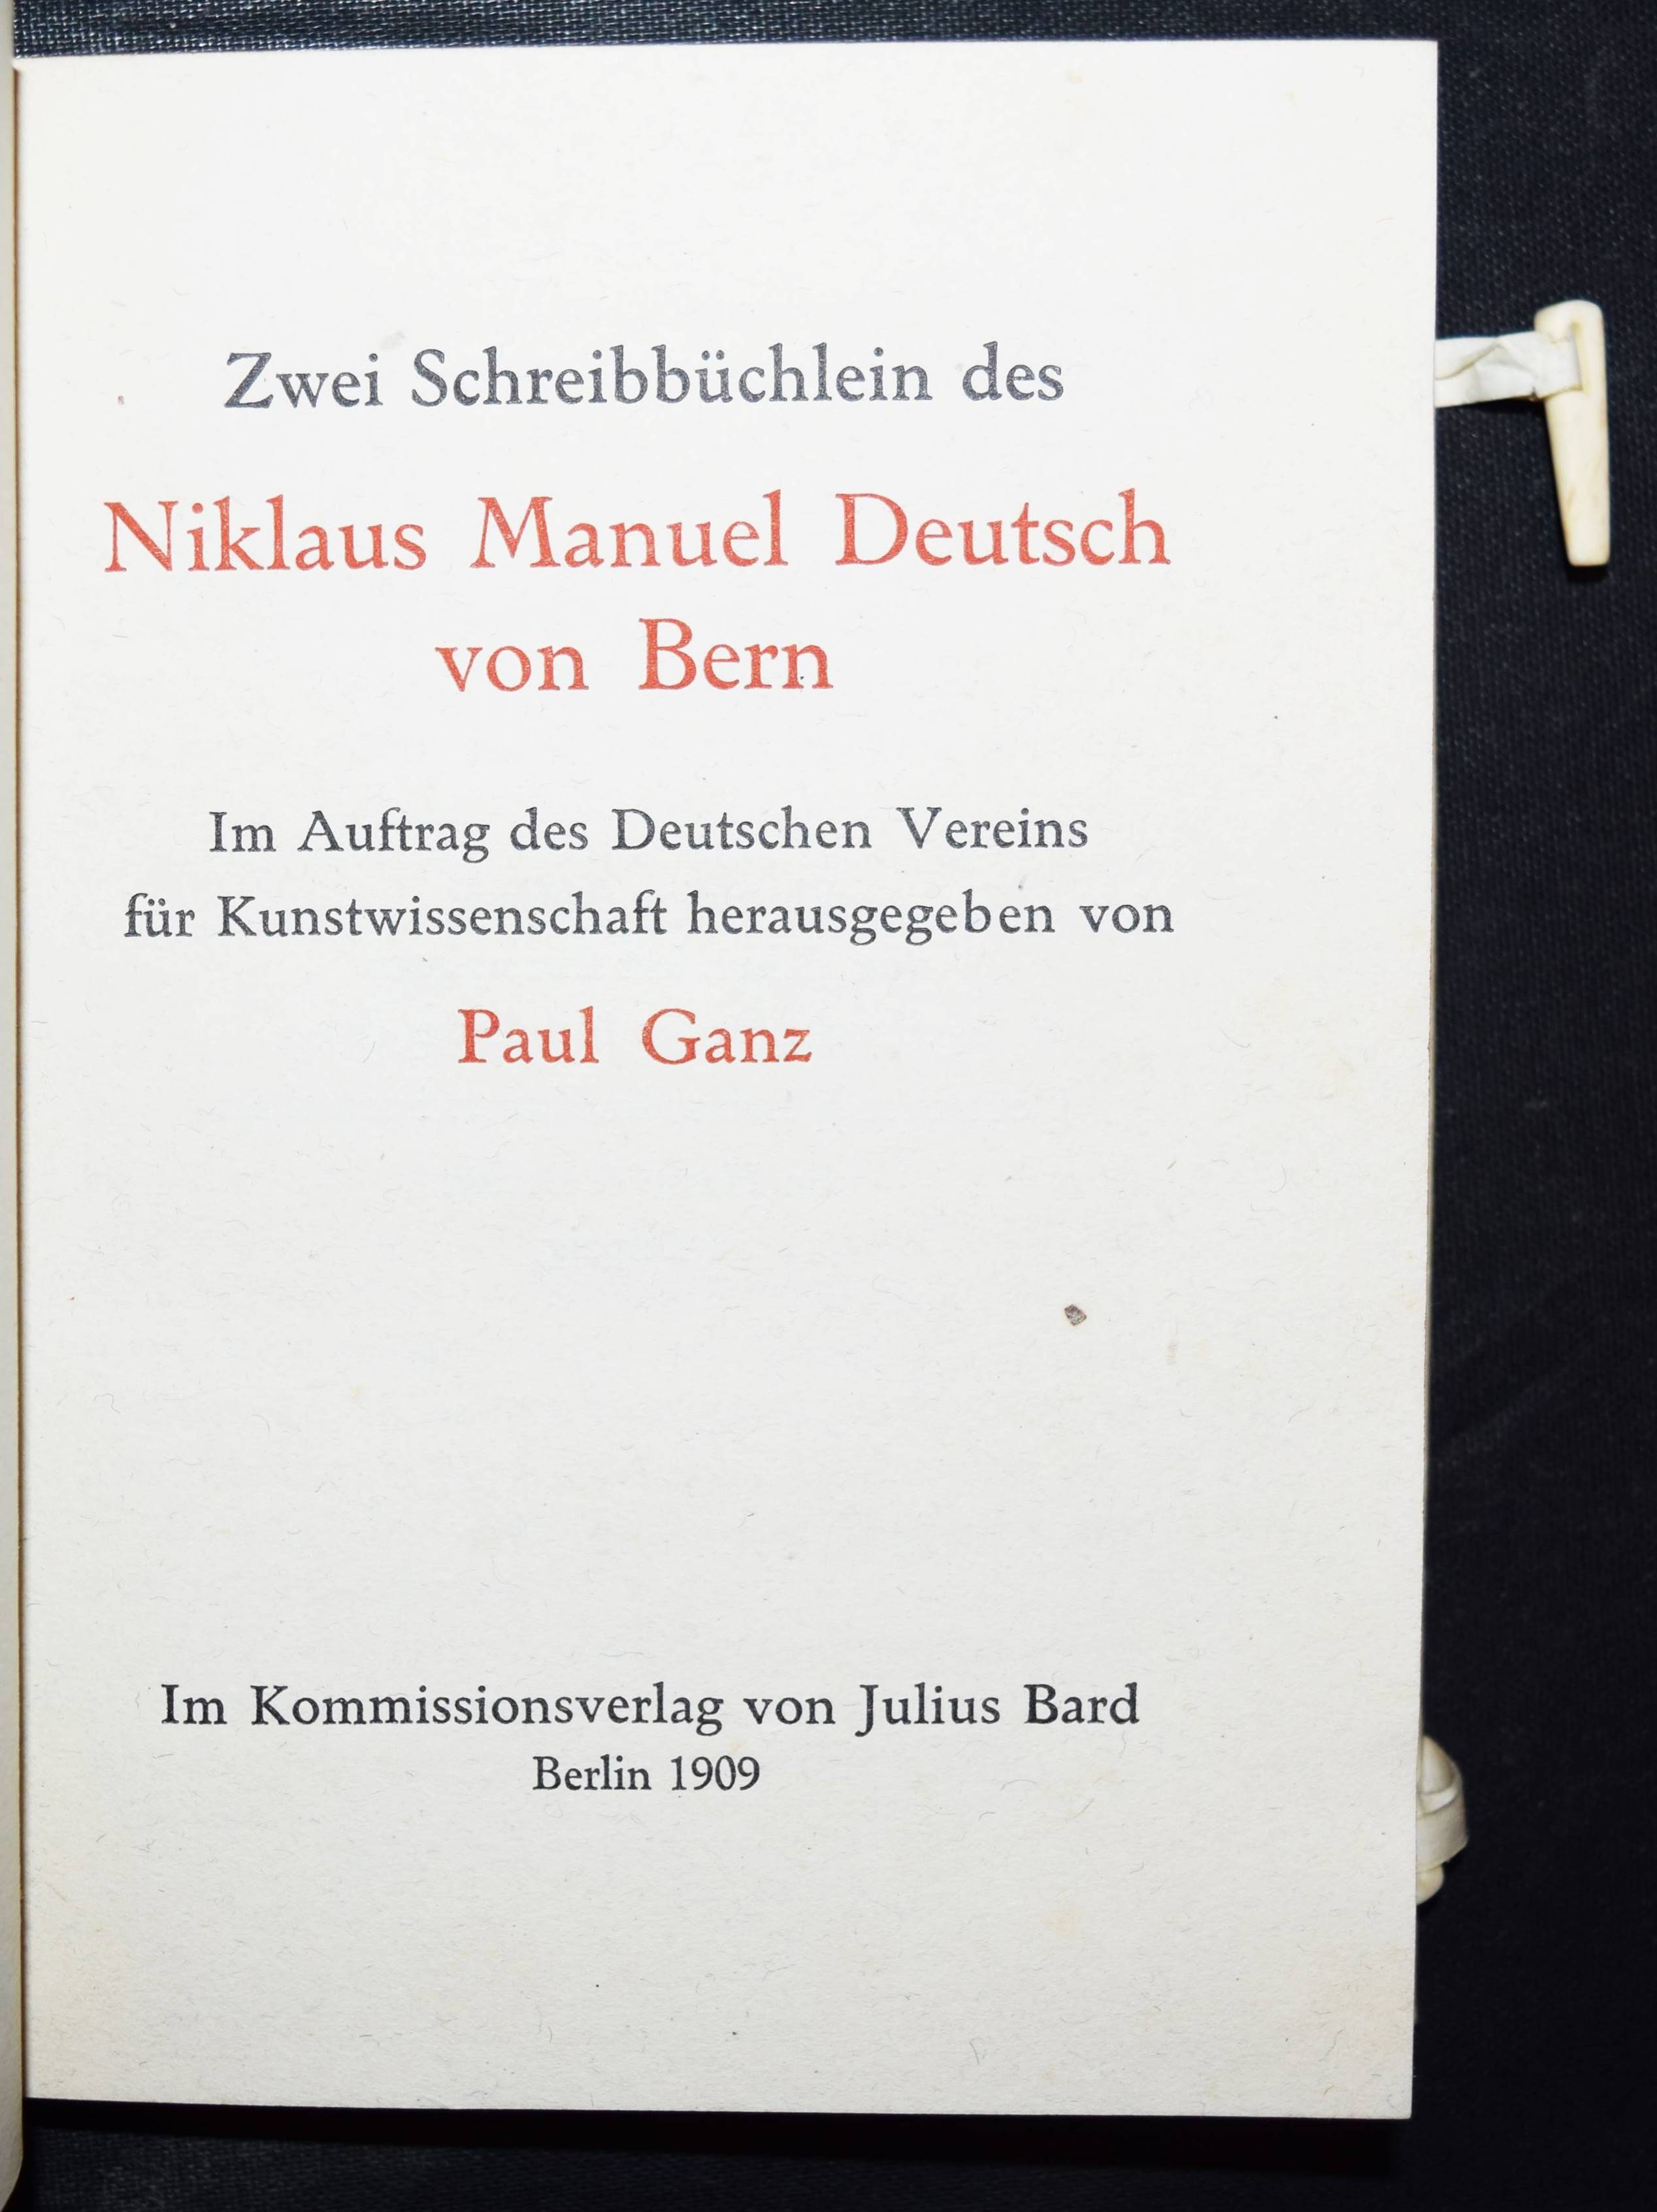 Zwei Schreibbüchlein des
Niklaus Manuel Deutsch
von Bern
Im Auftrag des Deutschen Vereins
für Kunstwissenschaft herausgegeben von
Paul Ganz
Im Kommissionsverlag von Julius Bard
Berlin 1909